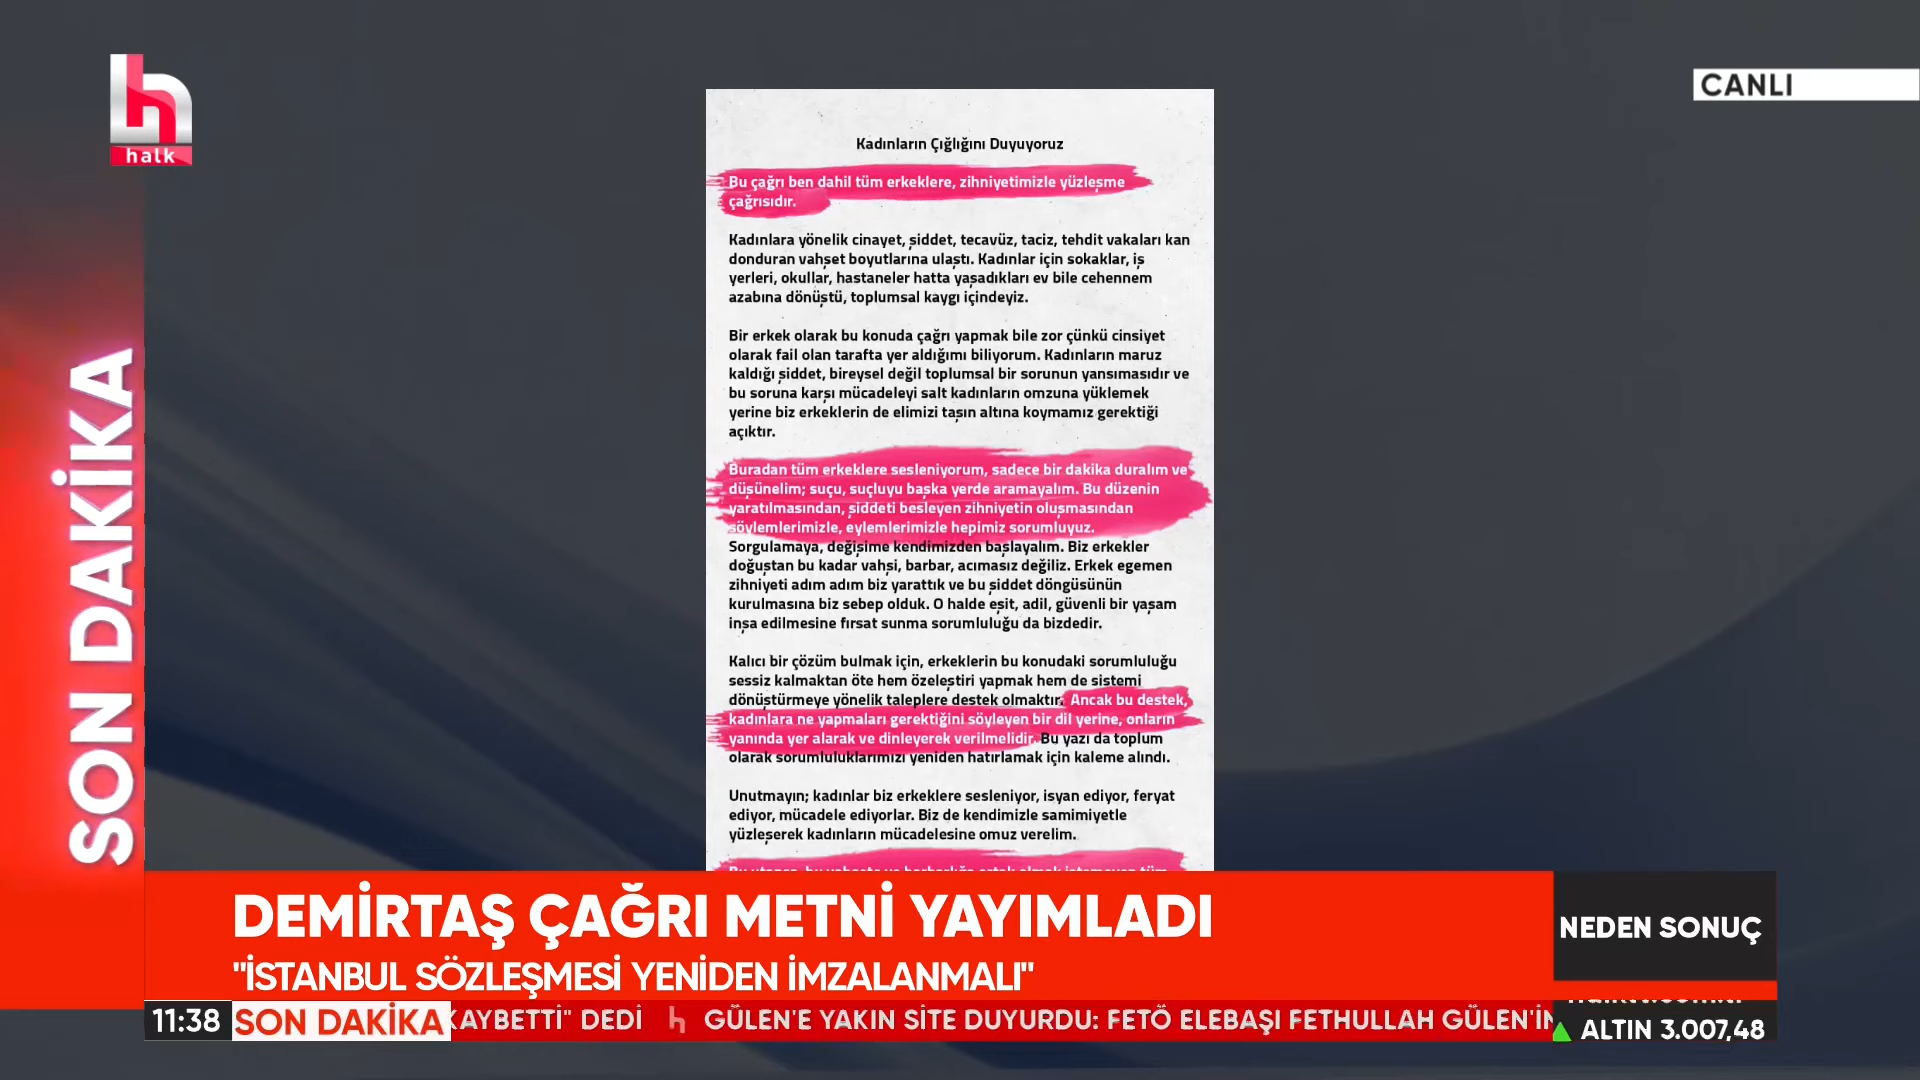 halk
CANLI
SON DAKİKA
Kadınların Çığlığını Duyuyoruz
Bu çağrı ben dahil tüm erkeklere, zihniyetimizle yüzleşme
çağrısıdır.
Kadınlara yönelik cinayet, şiddet, tecavüz, taciz, tehdit vakaları kan
donduran vahşet boyutlarına ulaştı. Kadınlar için sokaklar, iş
yerleri, okullar, hastaneler hatta yaşadıkları ev bile cehennem
azabına dönüştü, toplumsal kaygı içindeyiz.
Bir erkek olarak bu konuda çağrı yapmak bile zor çünkü cinsiyet
olarak fail olan tarafta yer aldığımı biliyorum. Kadınların maruz
kaldığı şiddet, bireysel değil toplumsal bir sorunun yansımasıdır ve
bu soruna karşı mücadeleyi salt kadınların omzuna yüklemek
yerine biz erkeklerin de elimizi taşın altına koymamız gerektiği
açıktır.
Buradan tüm erkeklere sesleniyorum, sadece bir dakika duralım ve
düşünelim; suçu, suçluyu başka yerde aramayalım. Bu düzenin
yaratılmasından, şiddeti besleyen zihniyetin oluşmasından
söylemlerimizle, eylemlerimizle hepimiz sorumluyuz.
Sorgulamaya, değişime kendimizden başlayalım. Biz erkekler
doğuştan bu kadar vahşi, barbar, acımasız değiliz. Erkek egemen
zihniyeti adım adım biz yarattık ve bu şiddet döngüsünün
kurulmasına biz sebep olduk. O halde eşit, adil, güvenli bir yaşam
inşa edilmesine fırsat sunma sorumluluğu da bizdedir.
Kalıcı bir çözüm bulmak için, erkeklerin bu konudaki sorumluluğu
sessiz kalmaktan öte hem özeleştiri yapmak hem de sistemi
dönüştürmeye yönelik taleplere destek olmaktır. Ancak bu destek,
kadınlara ne yapmaları gerektiğini söyleyen bir dil yerine, onların
yanında yer alarak ve dinleyerek verilmelidir. Bu yazı da toplum
olarak sorumluluklarımızı yeniden hatırlamak için kaleme alındı.
Unutmayın; kadınlar biz erkeklere sesleniyor, isyan ediyor, feryat
ediyor, mücadele ediyorlar. Biz de kendimizle samimiyetle
yüzleşerek kadınların mücadelesine omuz verelim.
DEMİRTAŞ ÇAĞRI METNİ YAYIMLADI
"İSTANBUL SÖZLEŞMESİ YENİDEN İMZALANMALI"
NEDEN SONUÇ
11:38 SON DAKİKA KAYBETTİ" DEDİ GÜLEN'E YAKIN SİTE DUYURDU: FETÖ ELEBAŞI FETHULLAH GÜLEN'İN
ALTIN 3.007,48